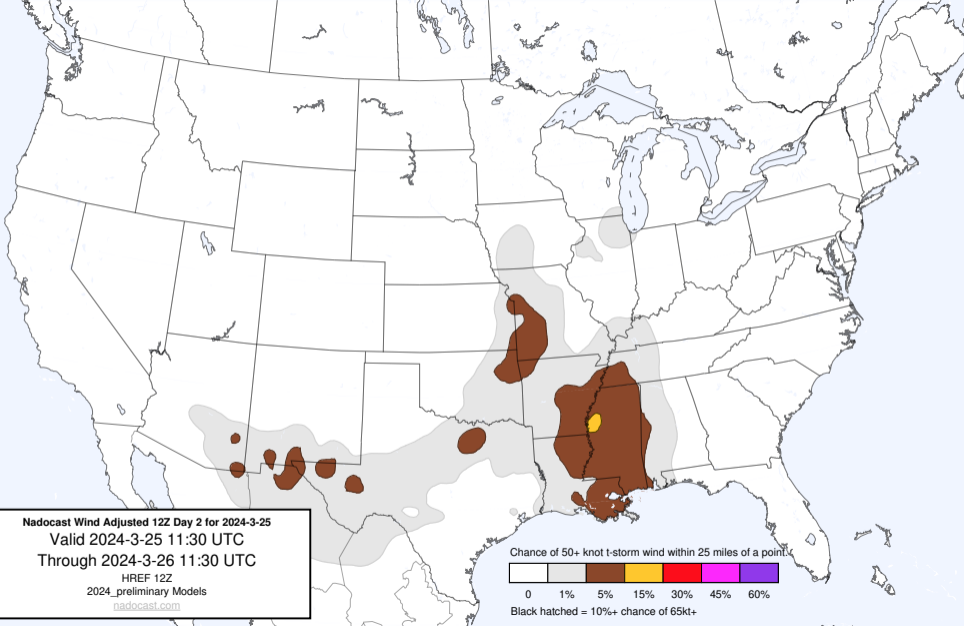 Nadocast Wind Adjusted 12Z Day 2 for 2024-3-25
Valid 2024-3-25 11:30 UTC
Through 2024-3-26 11:30 UTC
HREF 12Z
2024_preliminary Models
nadocast.com
Chance of 50+ knot t-storm wind within 25 miles of a point.
0 1% 5% 15% 30% 45% 60%
Black hatched = 10%+ chance of 65kt+